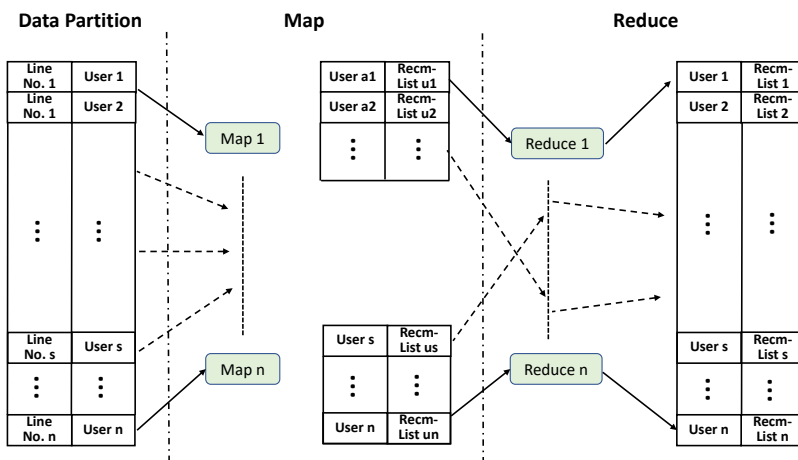 Data Partition
Map
Reduce
Line
No. 1
User 1
Line
No. 1
User 2
Line
No. s
User s
Line
No. n
User n
Map 1
Map n
User a1
Recm-
List u1
User a2
Recm-
List u2
User s
Recm-
List us
User n
Recm-
List un
Reduce 1
Reduce n
User 1
Recm-
List 1
User 2
Recm-
List 2
User s
Recm-
List s
User n
Recm-
List n